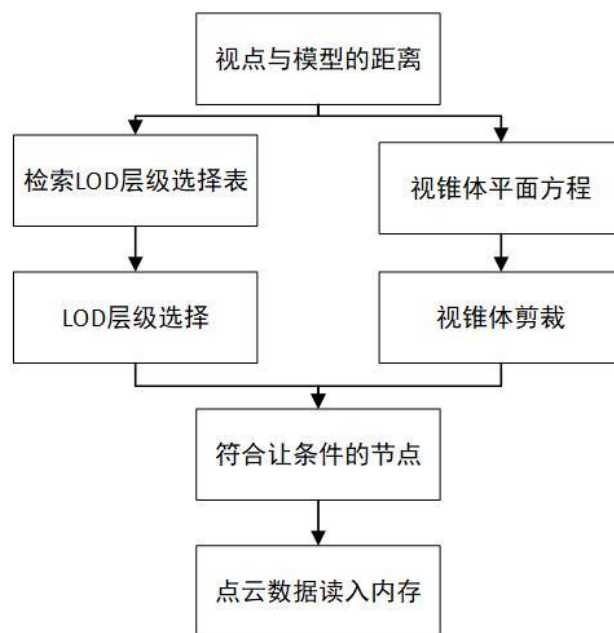 视点与模型的距离
检索LOD层级选择表
视锥体平面方程
LOD层级选择
视锥体剪裁
符合让条件的节点
点云数据读入内存